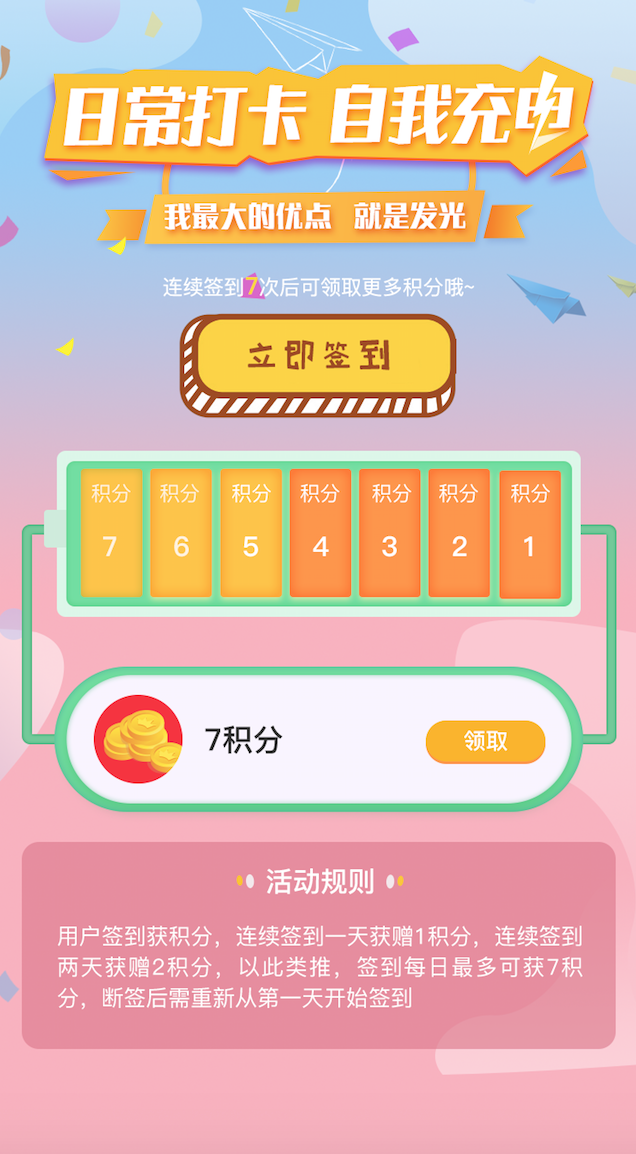 日常打卡 自我充电
我最大的优点 就是发光
连续签到7次后可领取更多积分哦~
立即签到
积分 积分 积分 积分 积分 积分 积分
7 6 5 4 3 2 1
7积分 领取
活动规则
用户签到获积分，连续签到一天获赠1积分，连续签到
两天获赠2积分，以此类推，签到每日最多可获7积
分，断签后需重新从第一天开始签到